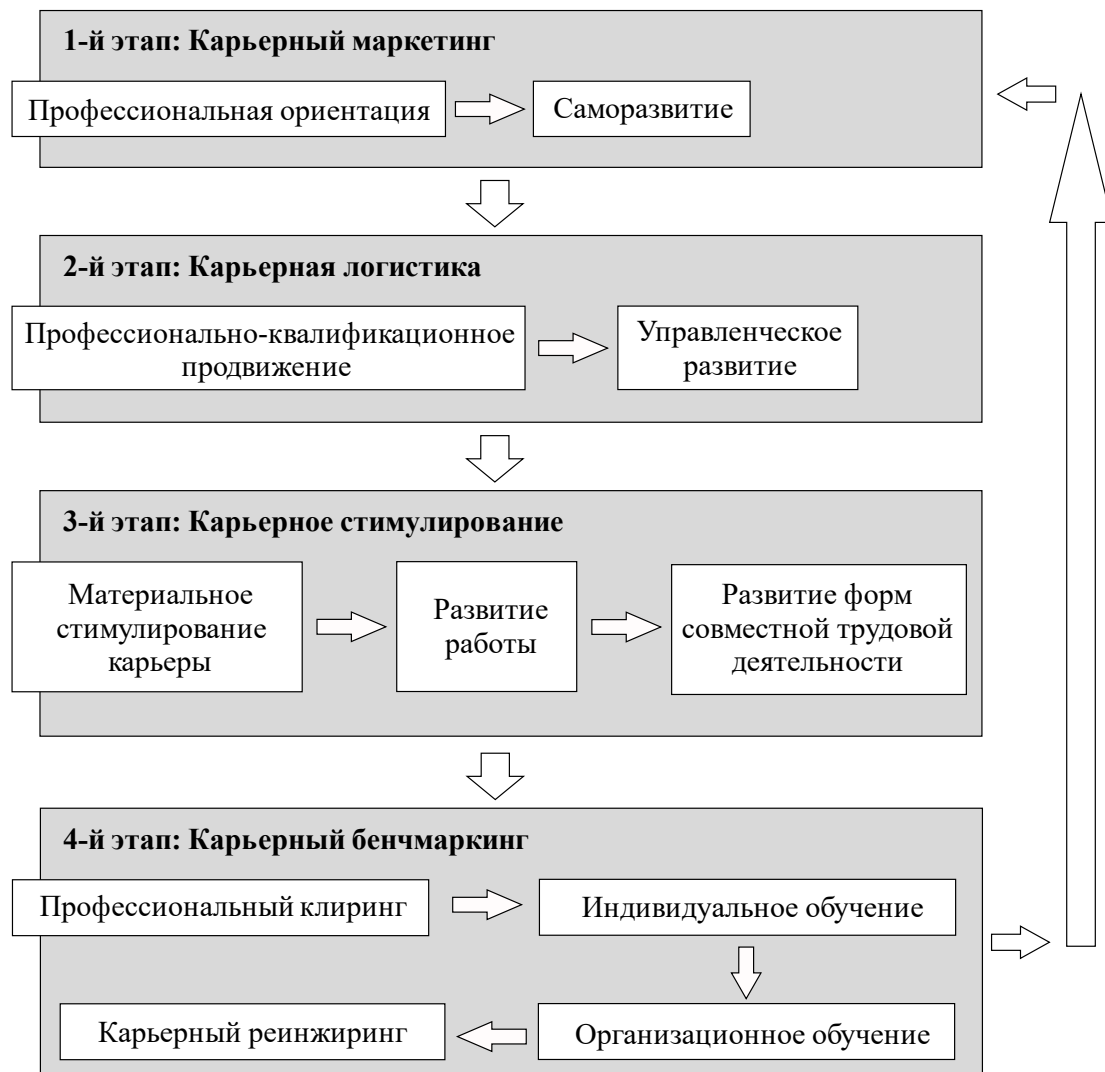 1-й этап: Карьерный маркетинг
Профессиональная ориентация
Саморазвитие
2-й этап: Карьерная логистика
Профессионально-квалификационное
продвижение
Управленческое
развитие
3-й этап: Карьерное стимулирование
Материальное
стимулирование
карьеры
Развитие
работы
Развитие форм
совместной трудовой
деятельности
4-й этап: Карьерный бенчмаркинг
Профессиональный клиринг
Индивидуальное обучение
Карьерный реинжиринг
Организационное обучение